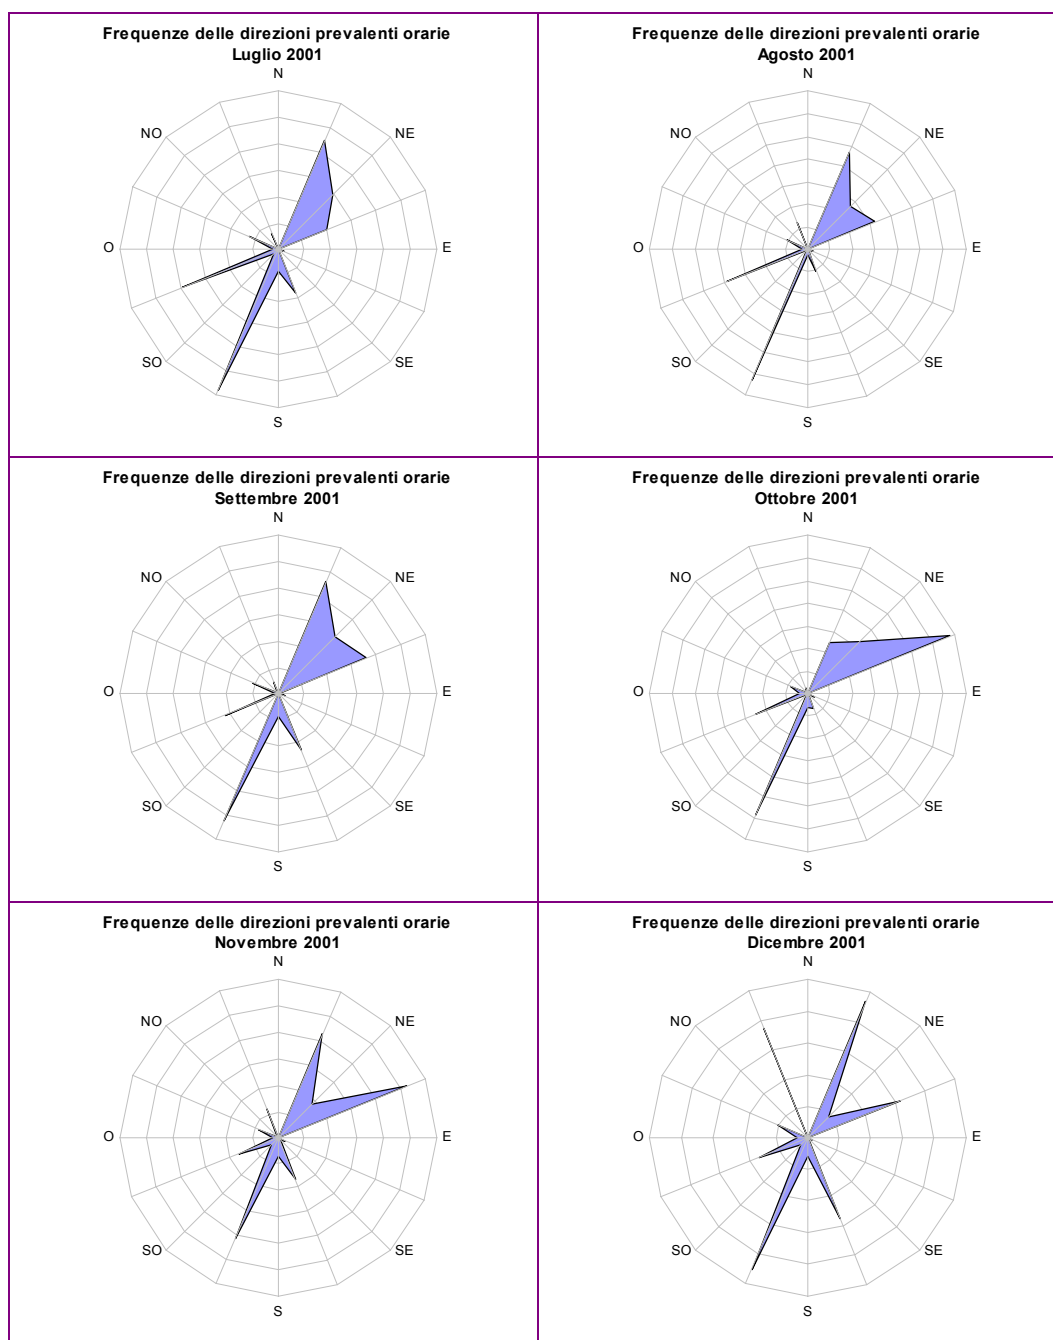 Frequenze delle direzioni prevalenti orarie
Luglio 2001
N
NO
NE
O
E
SO
SE
S
Frequenze delle direzioni prevalenti orarie
Agosto 2001
N
NO
NE
O
E
SO
SE
S
Frequenze delle direzioni prevalenti orarie
Settembre 2001
N
NO
NE
O
E
SO
SE
S
Frequenze delle direzioni prevalenti orarie
Ottobre 2001
N
NO
NE
O
E
SO
SE
S
Frequenze delle direzioni prevalenti orarie
Novembre 2001
N
NO
NE
O
E
SO
SE
S
Frequenze delle direzioni prevalenti orarie
Dicembre 2001
N
NO
NE
O
E
SO
SE
S